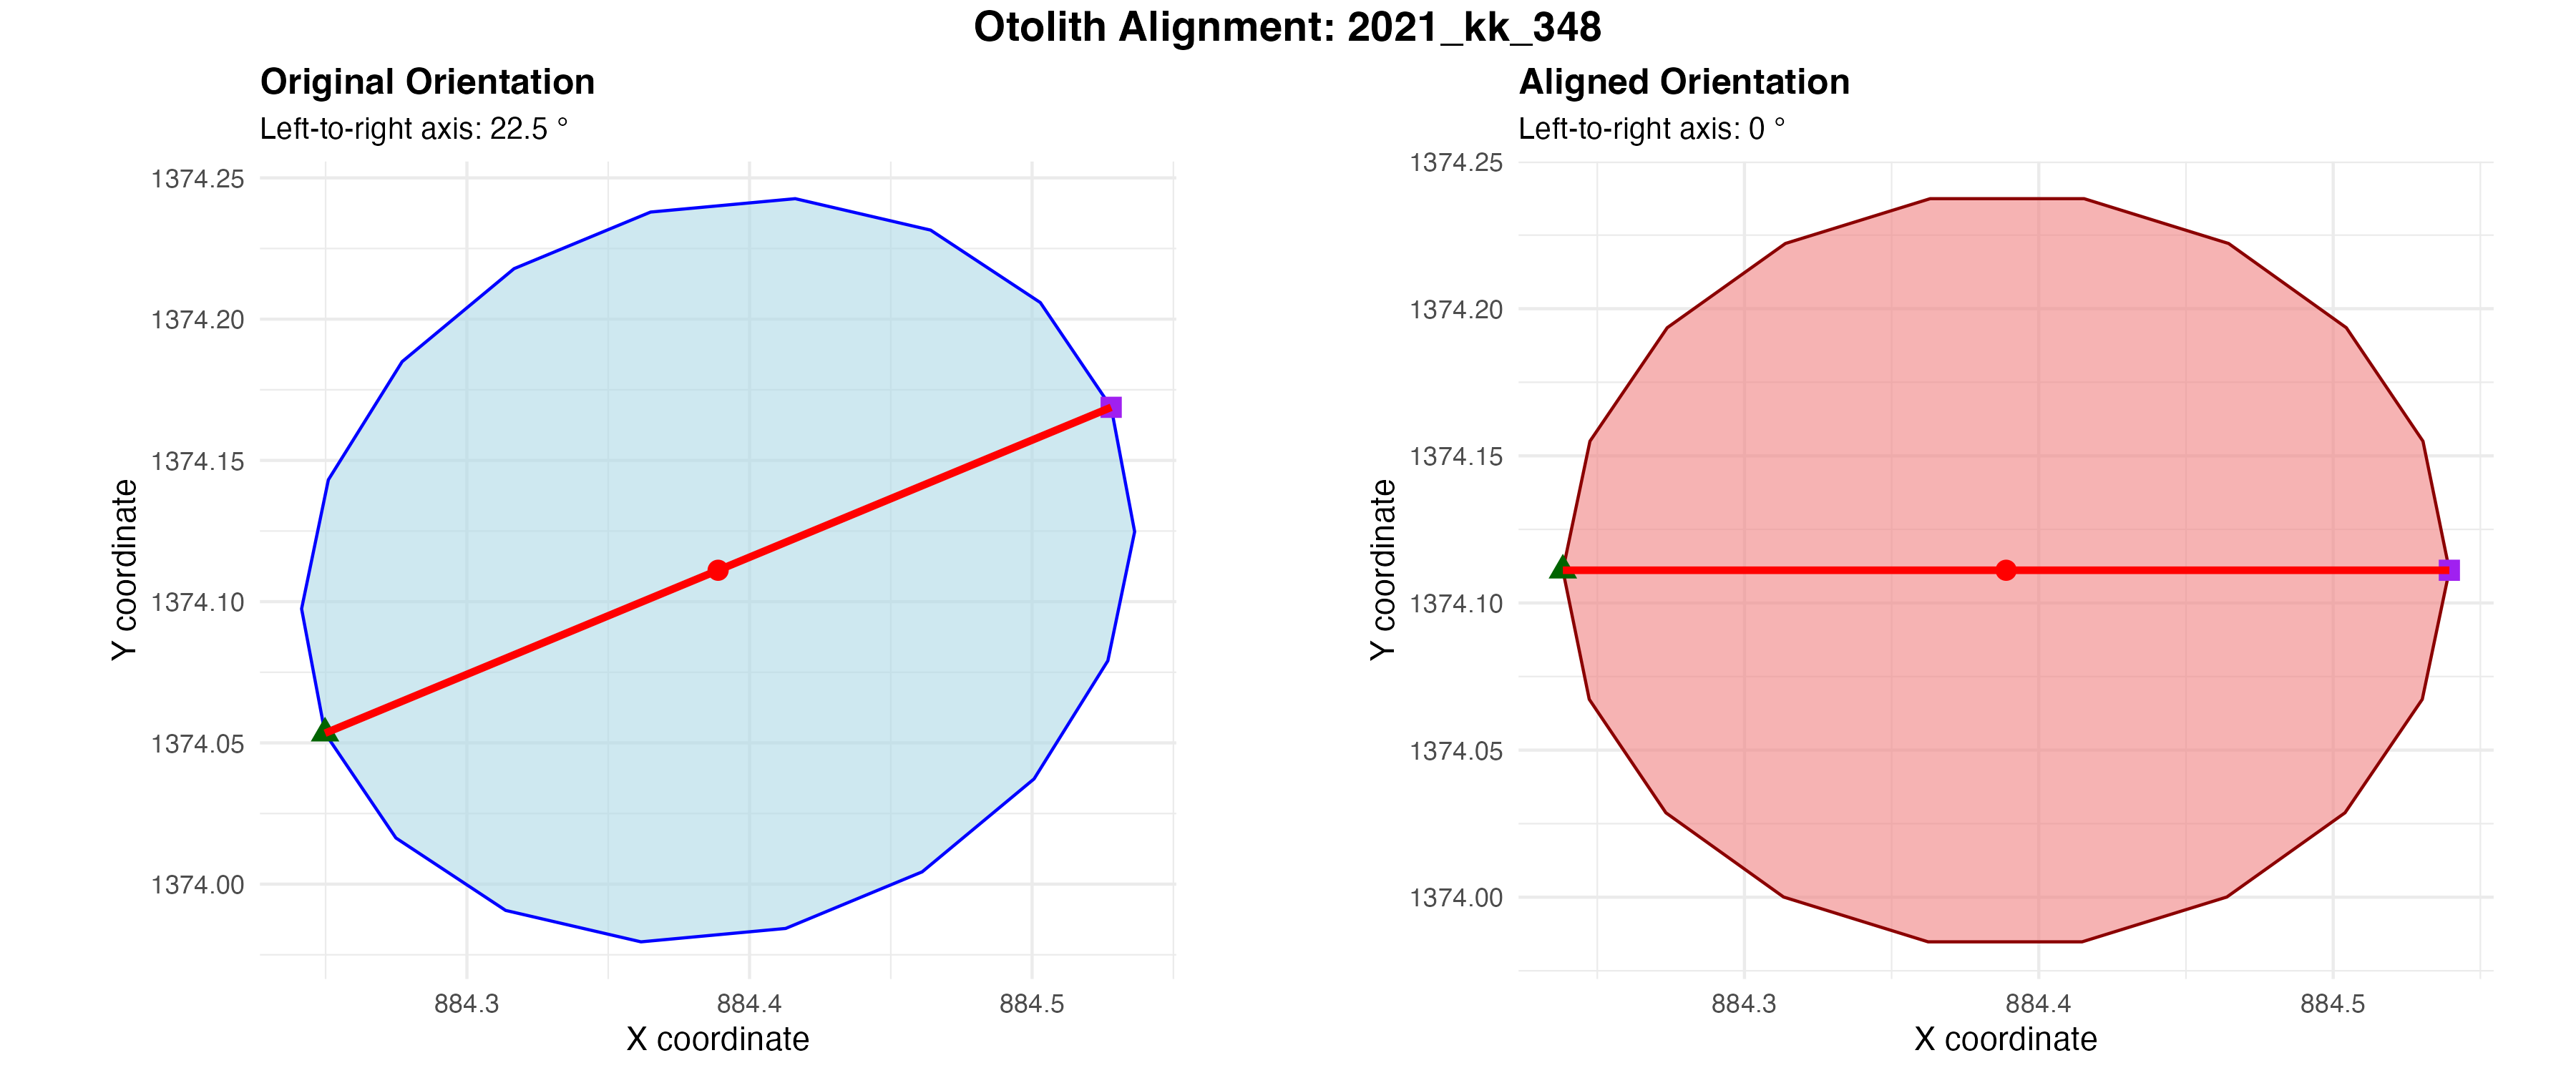 Otolith Alignment: 2021_kk_348
Original Orientation
Left-to-right axis: 22.5 °
1374.25
1374.20
1374.15
1374.10
1374.05
1374.00
Y coordinate
884.3 884.4 884.5
X coordinate
Aligned Orientation
Left-to-right axis: 0 °
1374.25
1374.20
1374.15
1374.10
1374.05
1374.00
Y coordinate
884.3 884.4 884.5
X coordinate